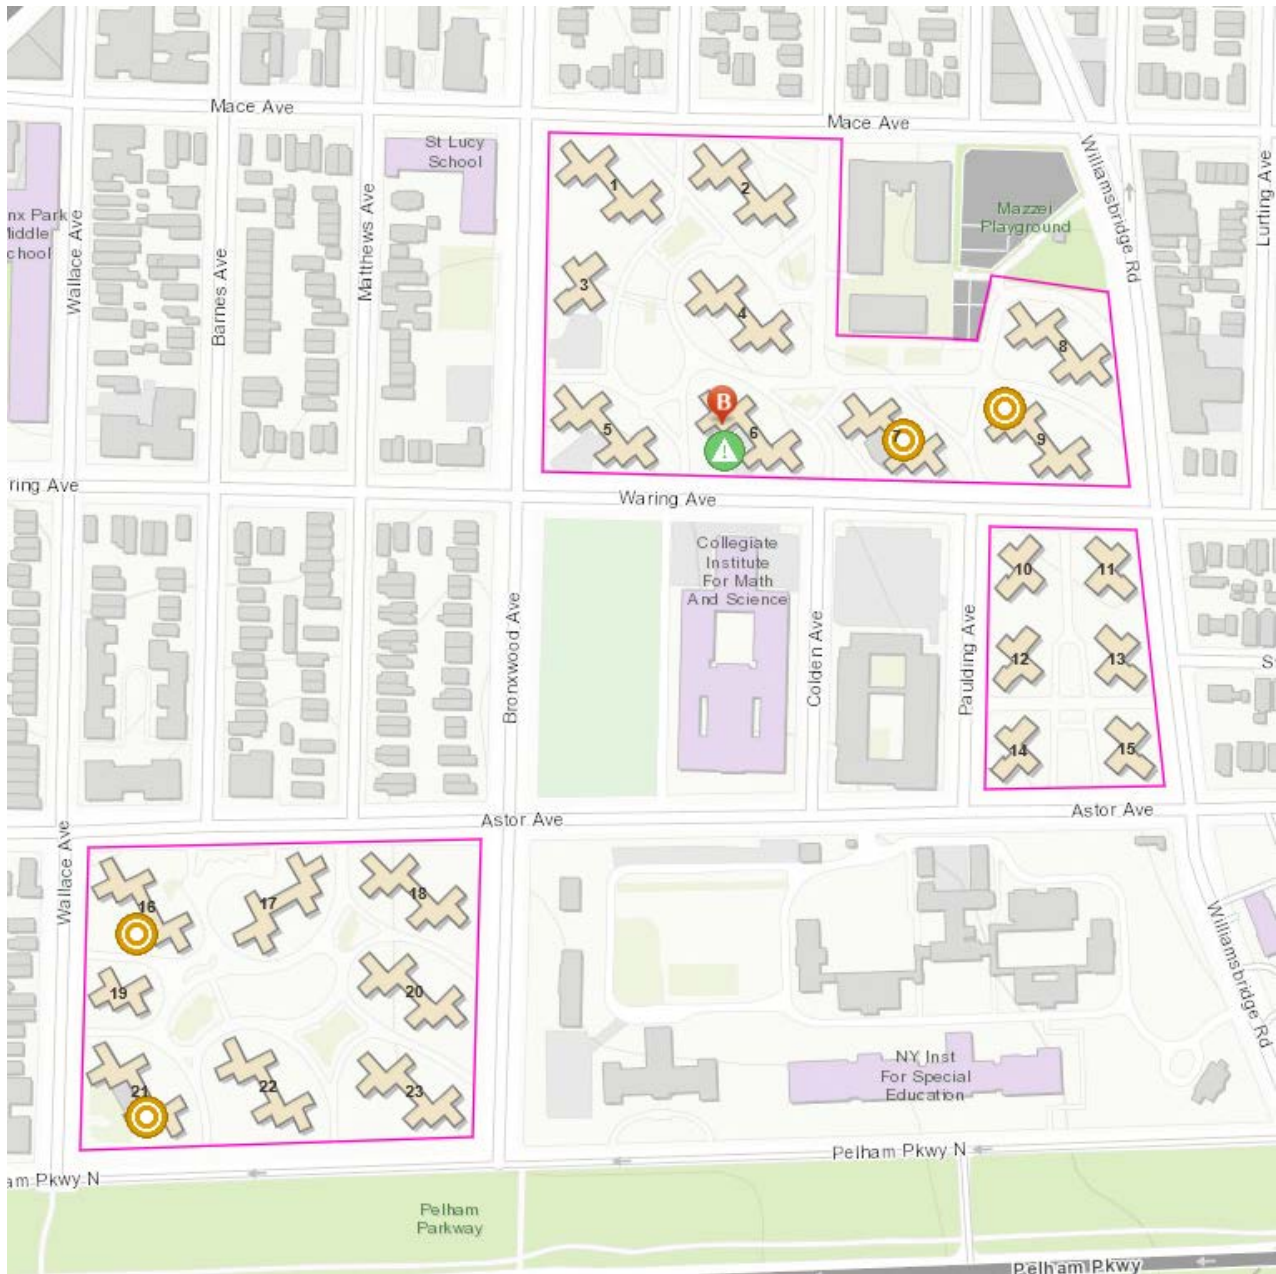 Mace Ave
Mace Ave
St Lucy
School
Williamsbridge Rd
Lurting Ave
nx Park
Middle
chool
Wallace Ave
Barnes Ave
Matthews Ave
Mazzei
Playground
1
2
3
4
8
B
5
6
7
9
ring Ave
Waring Ave
Collegiate
Institute
For Math
And Science
Bronxwood Ave
Colden Ave
Paulding Ave
10
11
12
13
S
14
15
Astor Ave
Astor Ave
Wallace Ave
16
17
18
19
20
21
22
23
Williamsbridge Rd
NY Inst
For Special
Education
Pelham Pkwy N
am Pkwy N
Pelham
Parkway
Pelham Pkwy